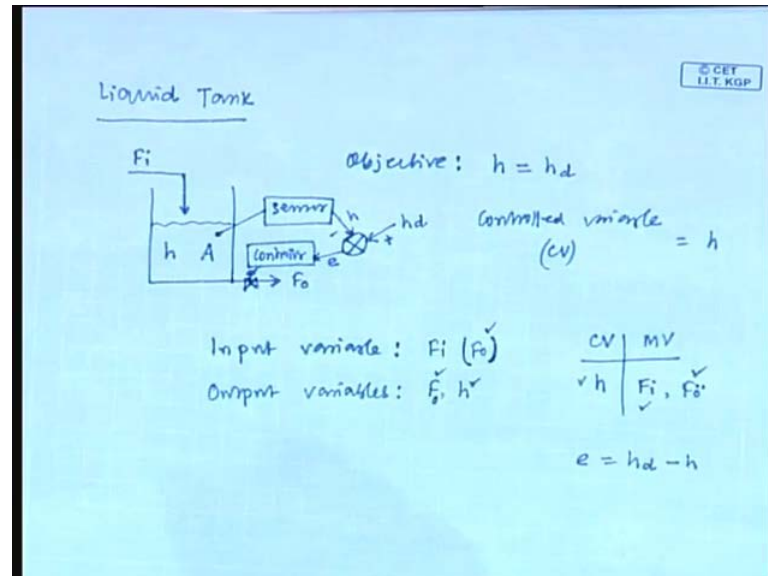 © CET
I.I.T. KGP
Liquid Tank
Fi
Objective: h = hd
sensor
h
hd
+
-
Controlled variable
(CV)
= h
h A
Controller
e
Fo
Input variable: Fi (Fo)
Output variables: Fo, h
CV | MV
h | Fi, Fo
e = hd - h